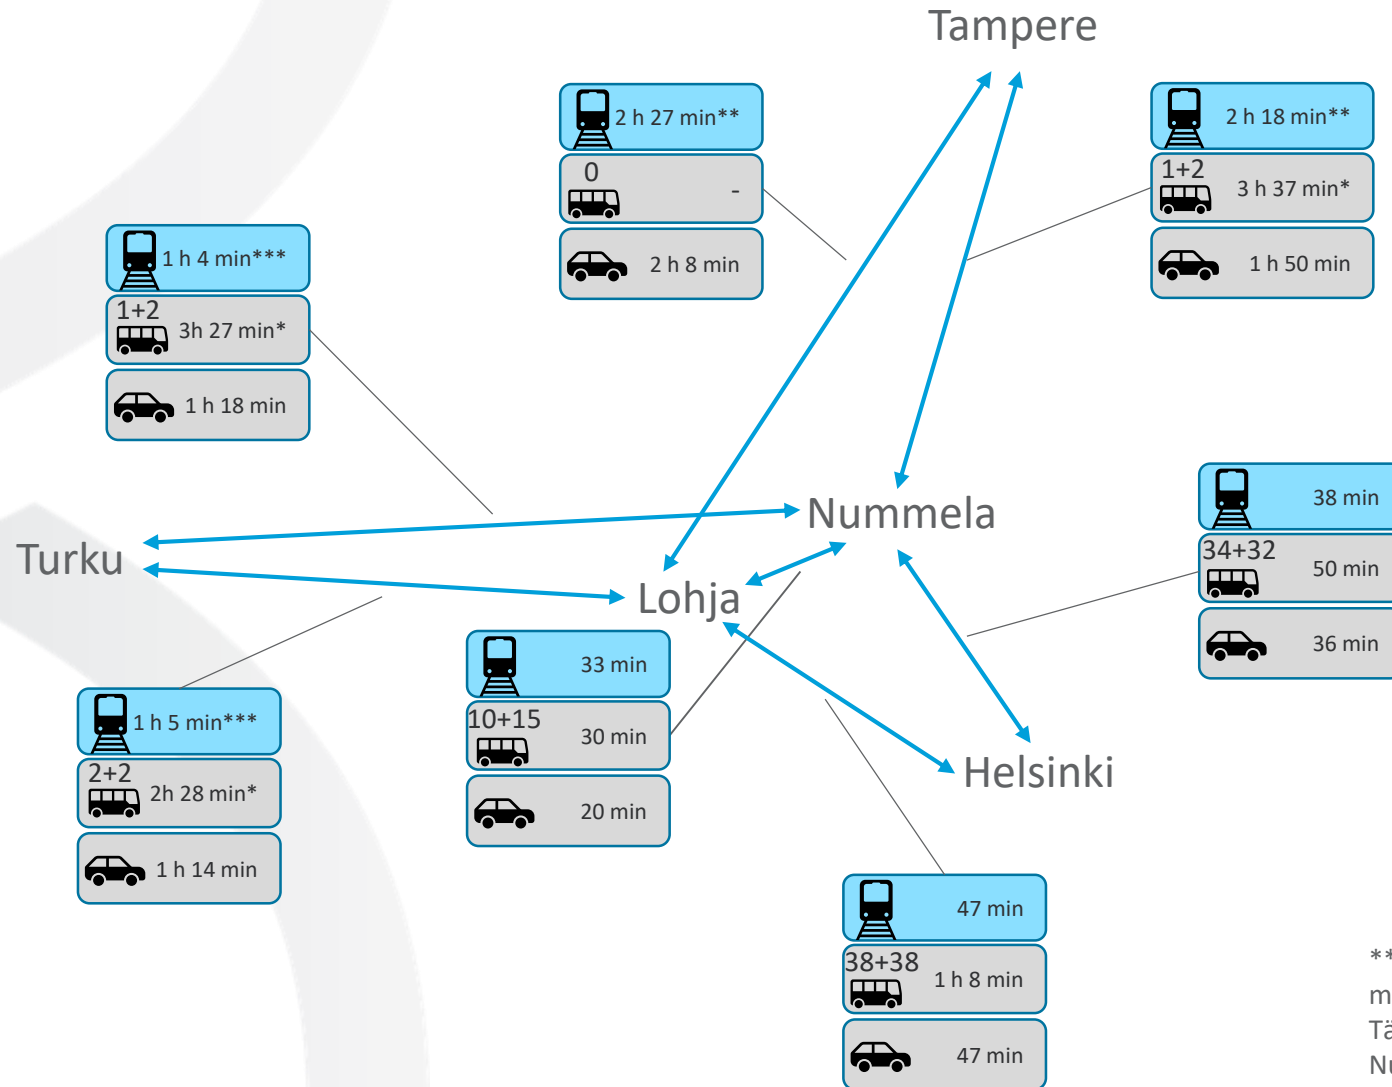 Tampere
2 h 27 min**
0
-
2 h 8 min
2 h 18 min**
1+2
3 h 37 min*
1 h 50 min
1 h 4 min***
1+2
3h 27 min*
1 h 18 min
Nummela
38 min
34+32
50 min
36 min
Turku
Lohja
33 min
10+15
30 min
20 min
1 h 5 min***
2+2
2h 28 min*
1 h 14 min
Helsinki
47 min
38+38
1 h 8 min
47 min